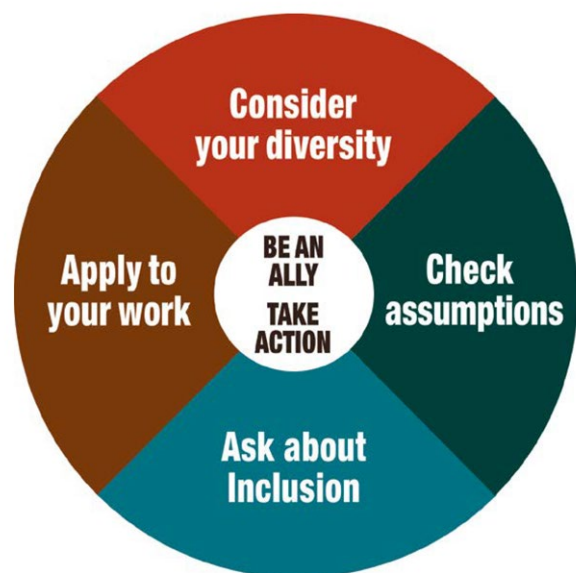 Consider
your diversity
Check
assumptions
Ask about
Inclusion
Apply to
your work
BE AN
ALLY
TAKE
ACTION